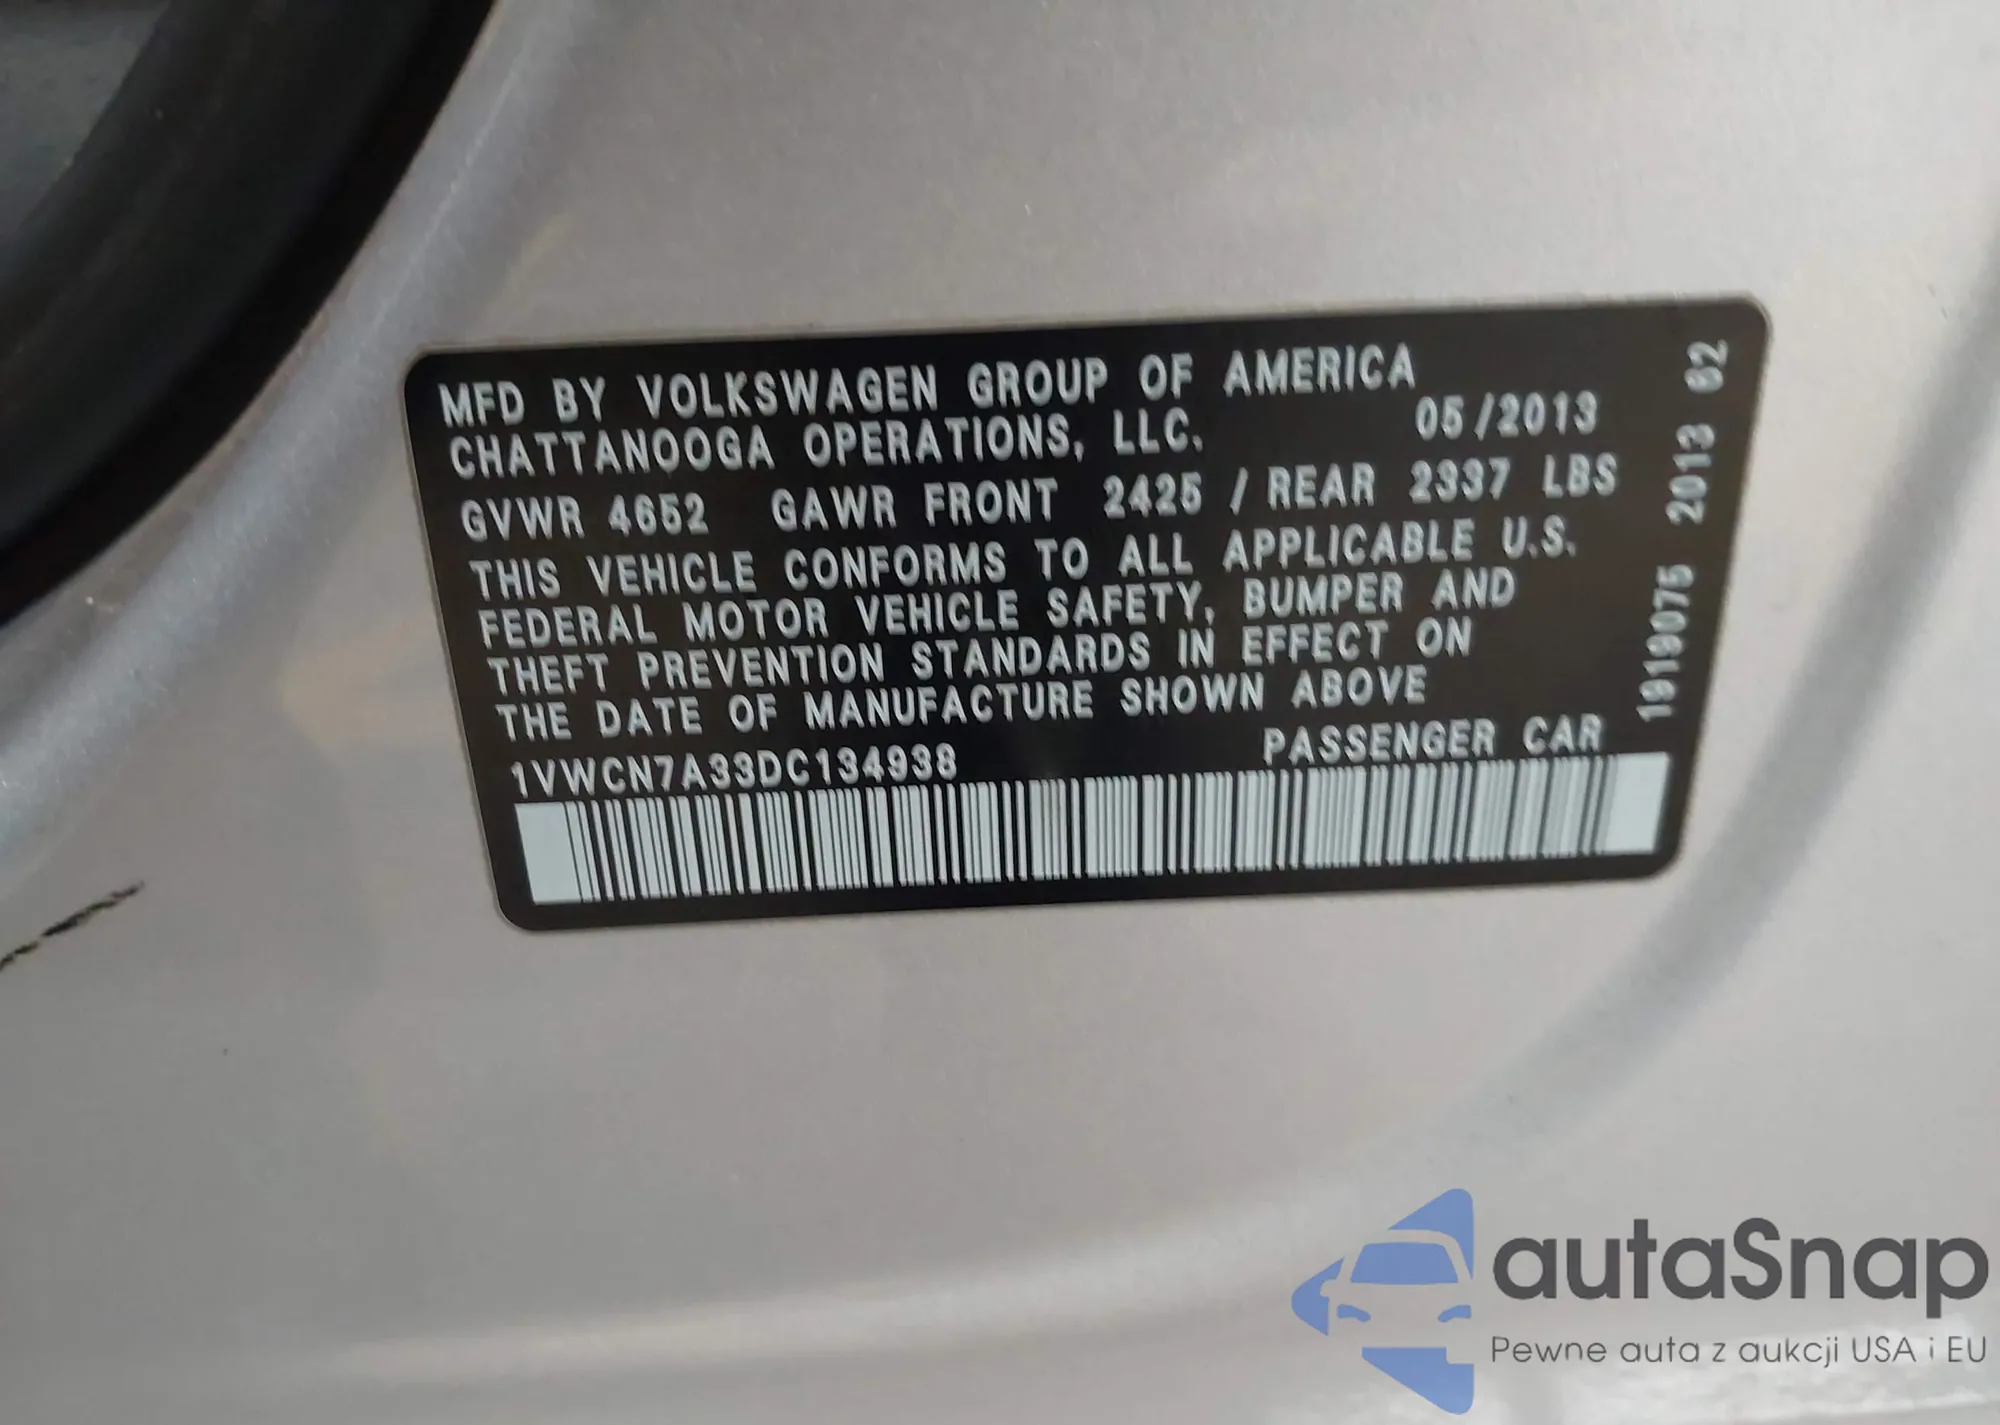 MFD BY VOLKSWAGEN GROUP OF AMERICA
CHATTANOOGA OPERATIONS, LLC. 05/2013
GVWR 4652 GAWR FRONT 2425 / REAR 2337 LBS
THIS VEHICLE CONFORMS TO ALL APPLICABLE U.S.
FEDERAL MOTOR VEHICLE SAFETY, BUMPER AND
THEFT PREVENTION STANDARDS IN EFFECT ON
THE DATE OF MANUFACTURE SHOWN ABOVE
1VWCN7A33DC134938 PASSENGER CAR
1919075 2013 62
autaSnap
Pewne auta z aukcji USA i EU